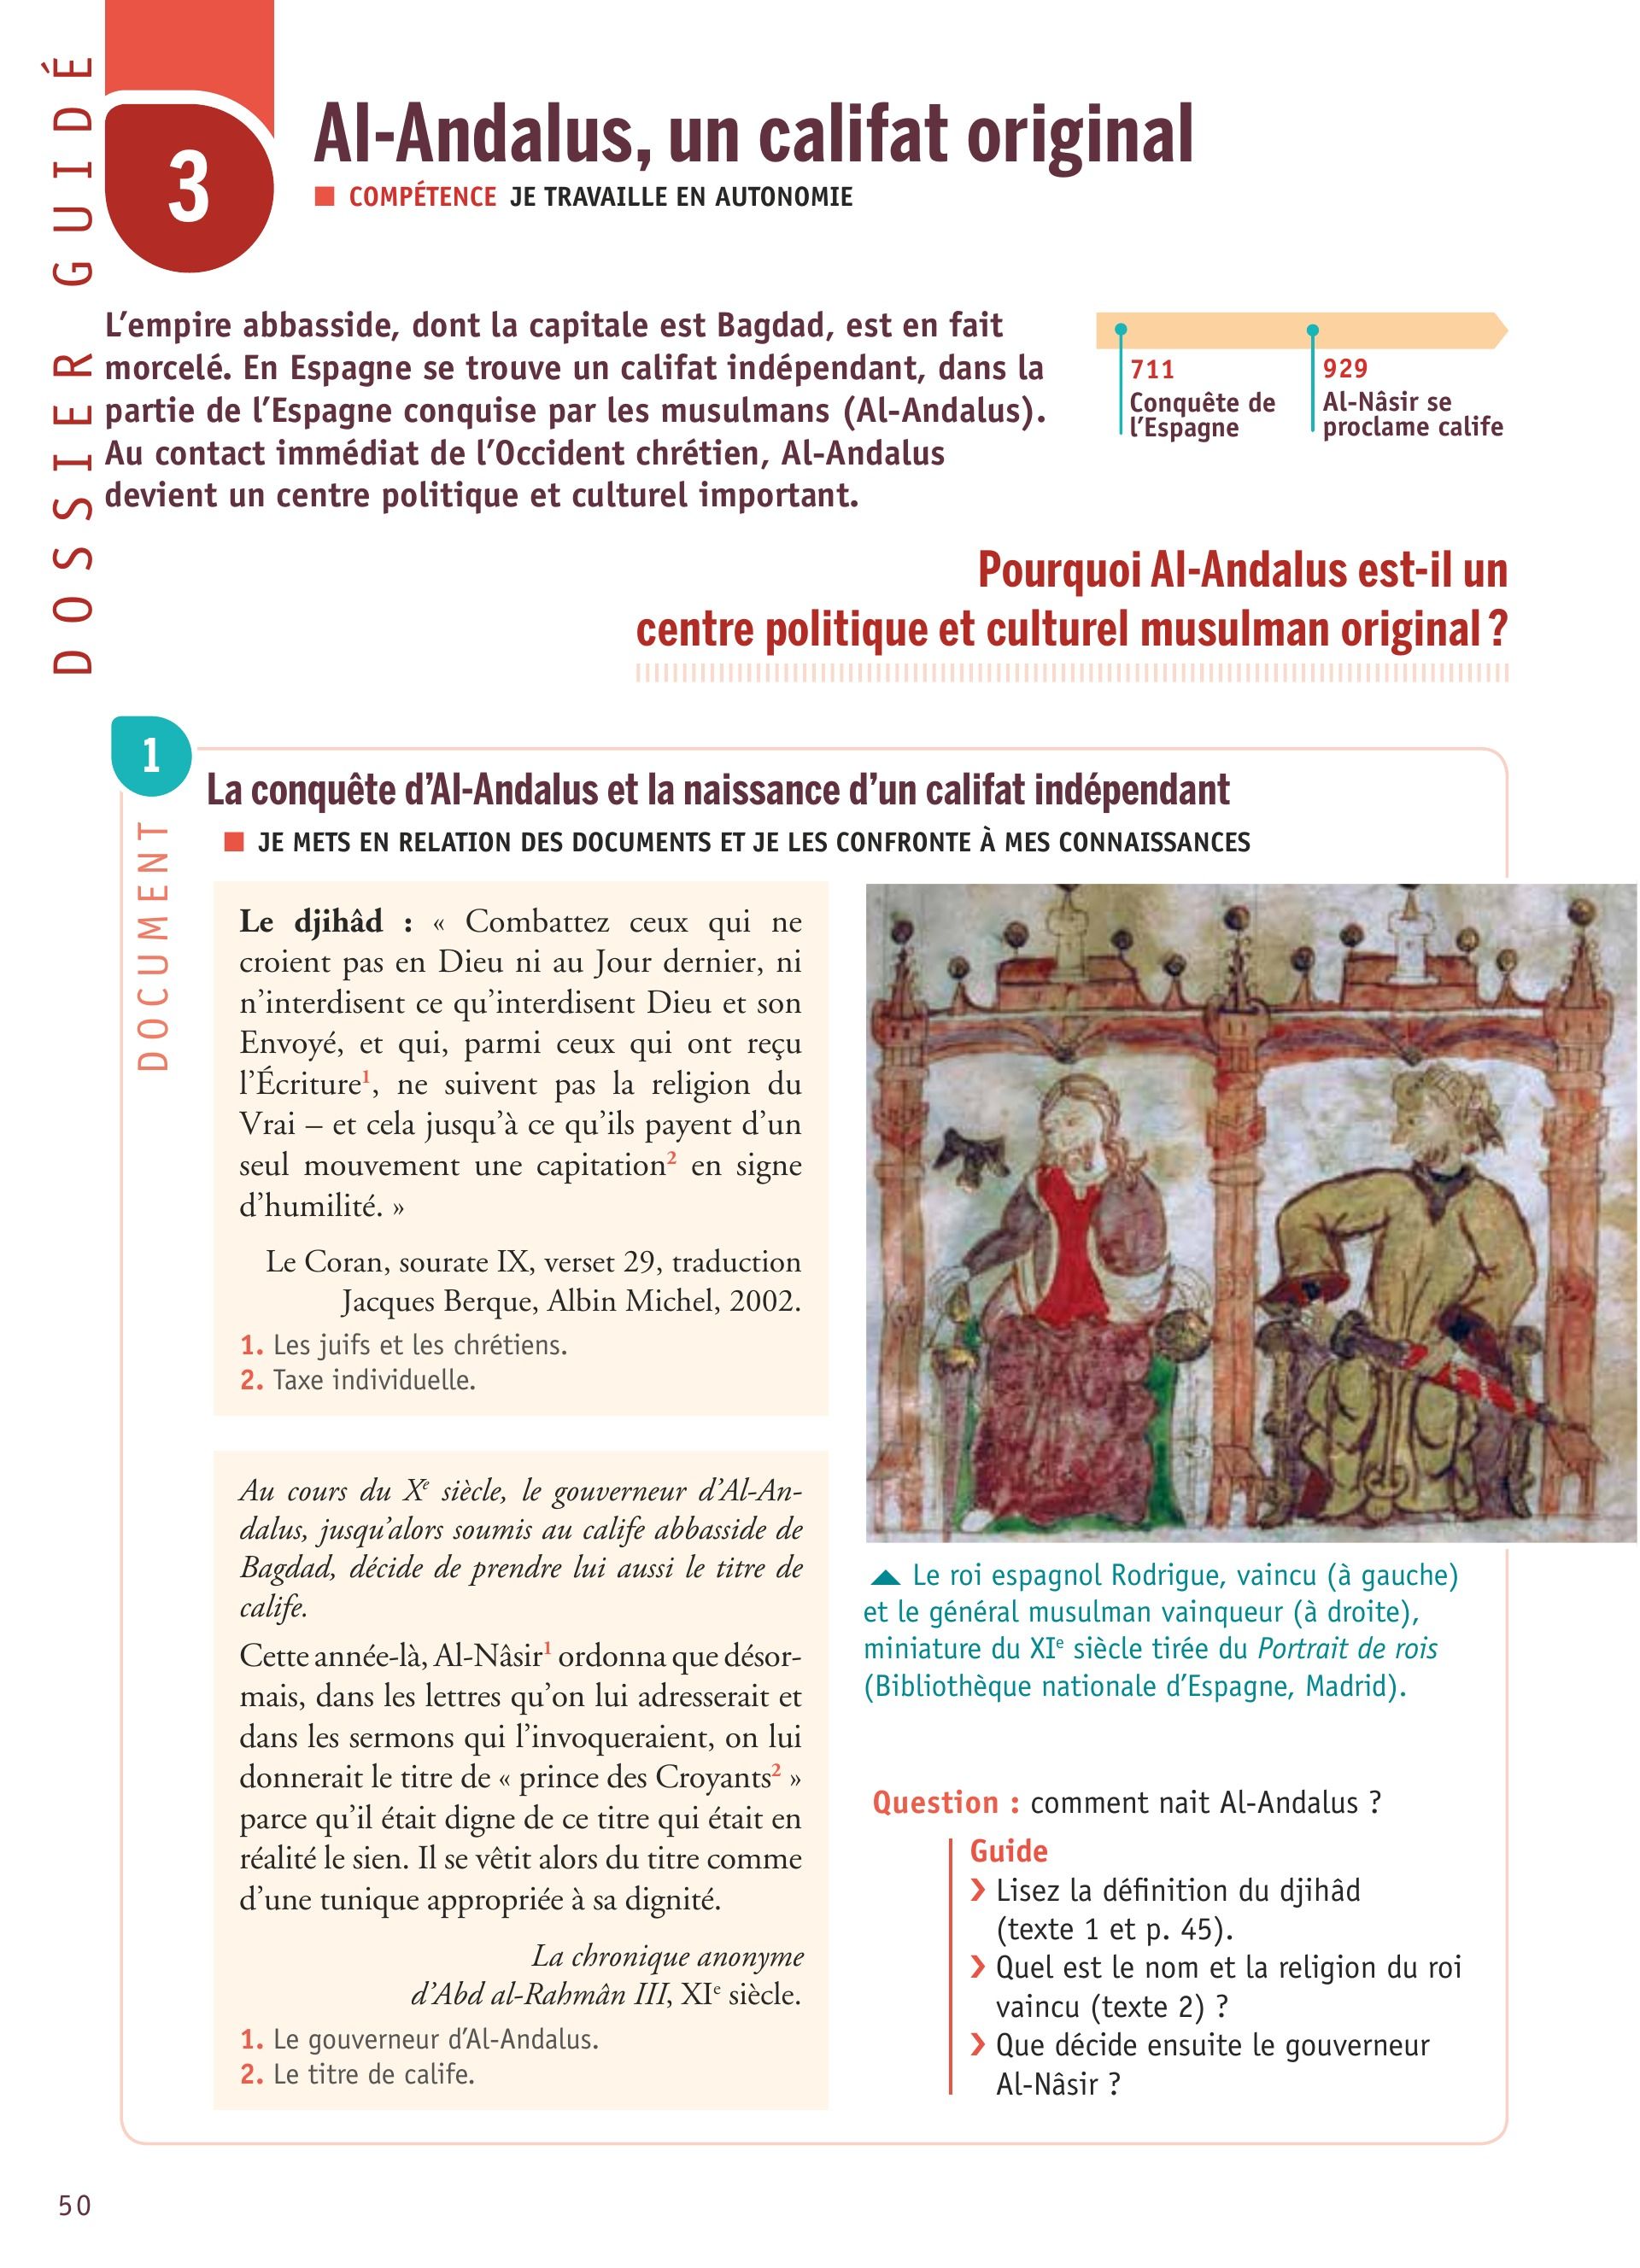 DOSSIER GUIDÉ
3
Al-Andalus, un califat original
COMPÉTENCE JE TRAVAILLE EN AUTONOMIE
L’empire abbasside, dont la capitale est Bagdad, est en fait
morcelé. En Espagne se trouve un califat indépendant, dans la
partie de l’Espagne conquise par les musulmans (Al-Andalus).
Au contact immédiat de l’Occident chrétien, Al-Andalus
devient un centre politique et culturel important.
711
Conquête de
l’Espagne
929
Al-Nâsir se
proclame calife
Pourquoi Al-Andalus est-il un
centre politique et culturel musulman original ?
1
DOCUMENT
La conquête d’Al-Andalus et la naissance d’un califat indépendant
JE METS EN RELATION DES DOCUMENTS ET JE LES CONFRONTE À MES CONNAISSANCES
Le djihâd : « Combattez ceux qui ne
croient pas en Dieu ni au Jour dernier, ni
n’interdisent ce qu’interdisent Dieu et son
Envoyé, et qui, parmi ceux qui ont reçu
l’Écriture¹, ne suivent pas la religion du
Vrai – et cela jusqu’à ce qu’ils payent d’un
seul mouvement une capitation² en signe
d’humilité. »
Le Coran, sourate IX, verset 29, traduction
Jacques Berque, Albin Michel, 2002.
1. Les juifs et les chrétiens.
2. Taxe individuelle.
Au cours du Xᵉ siècle, le gouverneur d’Al-An-
dalus, jusqu’alors soumis au calife abbasside de
Bagdad, décide de prendre lui aussi le titre de
calife.
Cette année-là, Al-Nâsir¹ ordonna que désor-
mais, dans les lettres qu’on lui adresserait et
dans les sermons qui l’invoqueraient, on lui
donnerait le titre de « prince des Croyants² »
parce qu’il était digne de ce titre qui était en
réalité le sien. Il se vêtit alors du titre comme
d’une tunique appropriée à sa dignité.
La chronique anonyme
d’Abd al-Rahmân III, XIᵉ siècle.
1. Le gouverneur d’Al-Andalus.
2. Le titre de calife.
Le roi espagnol Rodrigue, vaincu (à gauche)
et le général musulman vainqueur (à droite),
miniature du XIᵉ siècle tirée du Portrait de rois
(Bibliothèque nationale d’Espagne, Madrid).
Question : comment nait Al-Andalus ?
Guide
❯ Lisez la définition du djihâd
(texte 1 et p. 45).
❯ Quel est le nom et la religion du roi
vaincu (texte 2) ?
❯ Que décide ensuite le gouverneur
Al-Nâsir ?
50